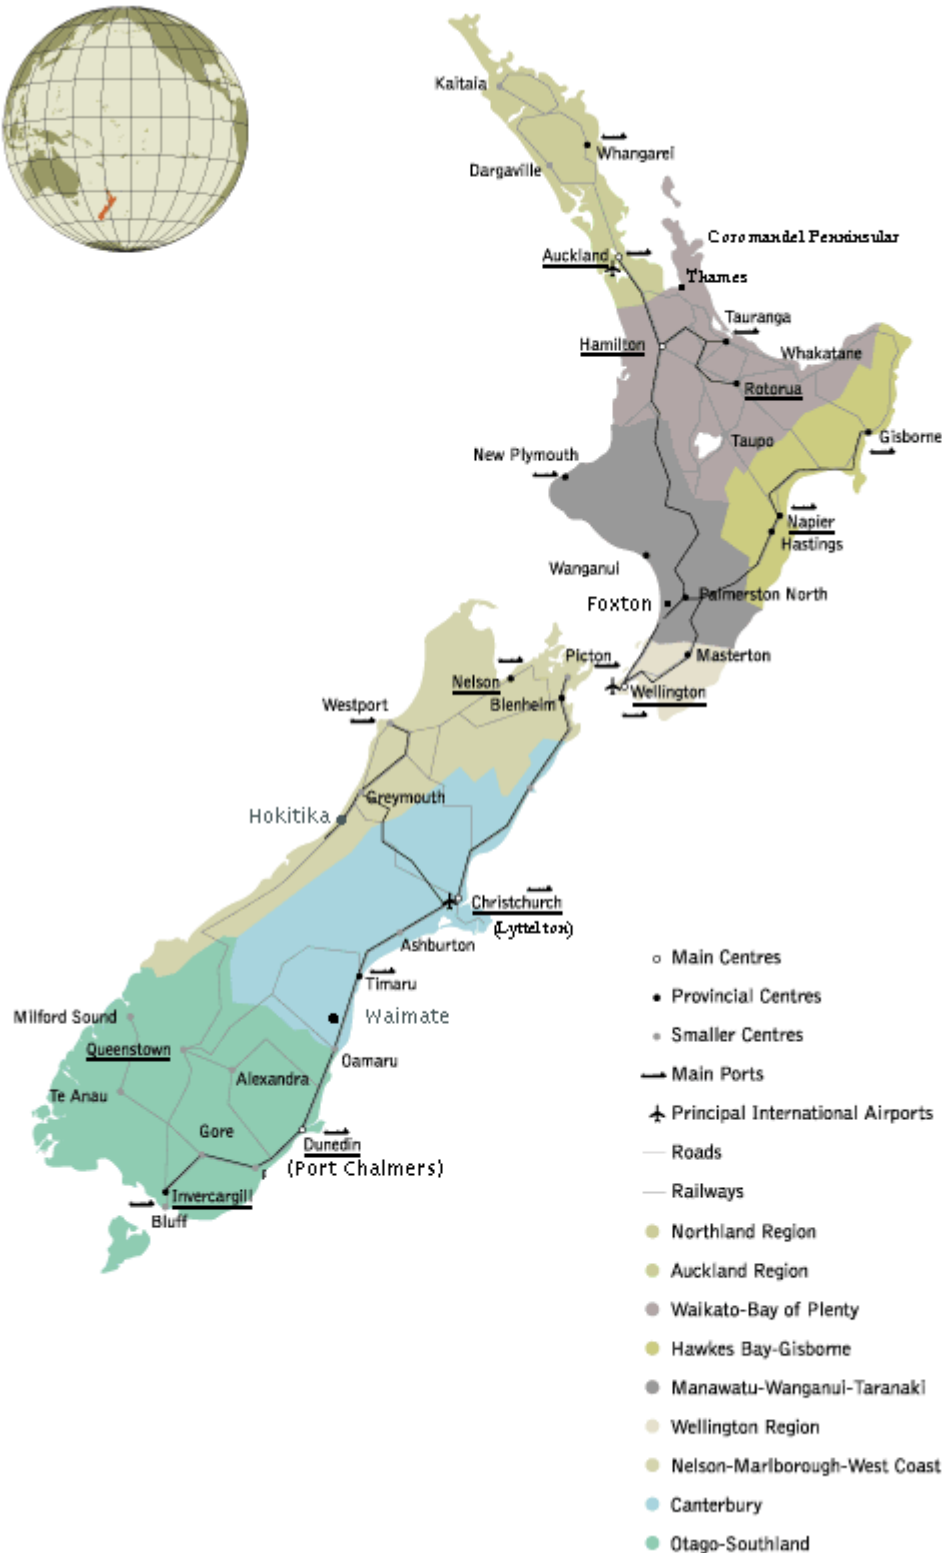 Kaitaia
Whangarei
Dargaville
Coromandel Penninsular
Auckland
Thames
Tauranga
Hamilton
Whakatane
Rotorua
Gisborne
Taupo
New Plymouth
Napier
Hastings
Wanganui
Palmerston North
Foxton
Picton
Masterton
Nelson
Wellington
Blenheim
Westport
Greymouth
Hokitika
Christchurch
(Lyttelton)
Ashburton
Timaru
Milford Sound
Waimate
Queenstown
Oamaru
Alexandra
Te Anau
Gore
Dunedin
(Port Chalmers)
Invercargill
Bluff
Main Centres
Provincial Centres
Smaller Centres
Main Ports
Principal International Airports
Roads
Railways
Northland Region
Auckland Region
Waikato-Bay of Plenty
Hawkes Bay-Gisborne
Manawatu-Wanganui-Taranaki
Wellington Region
Nelson-Marlborough-West Coast
Canterbury
Otago-Southland